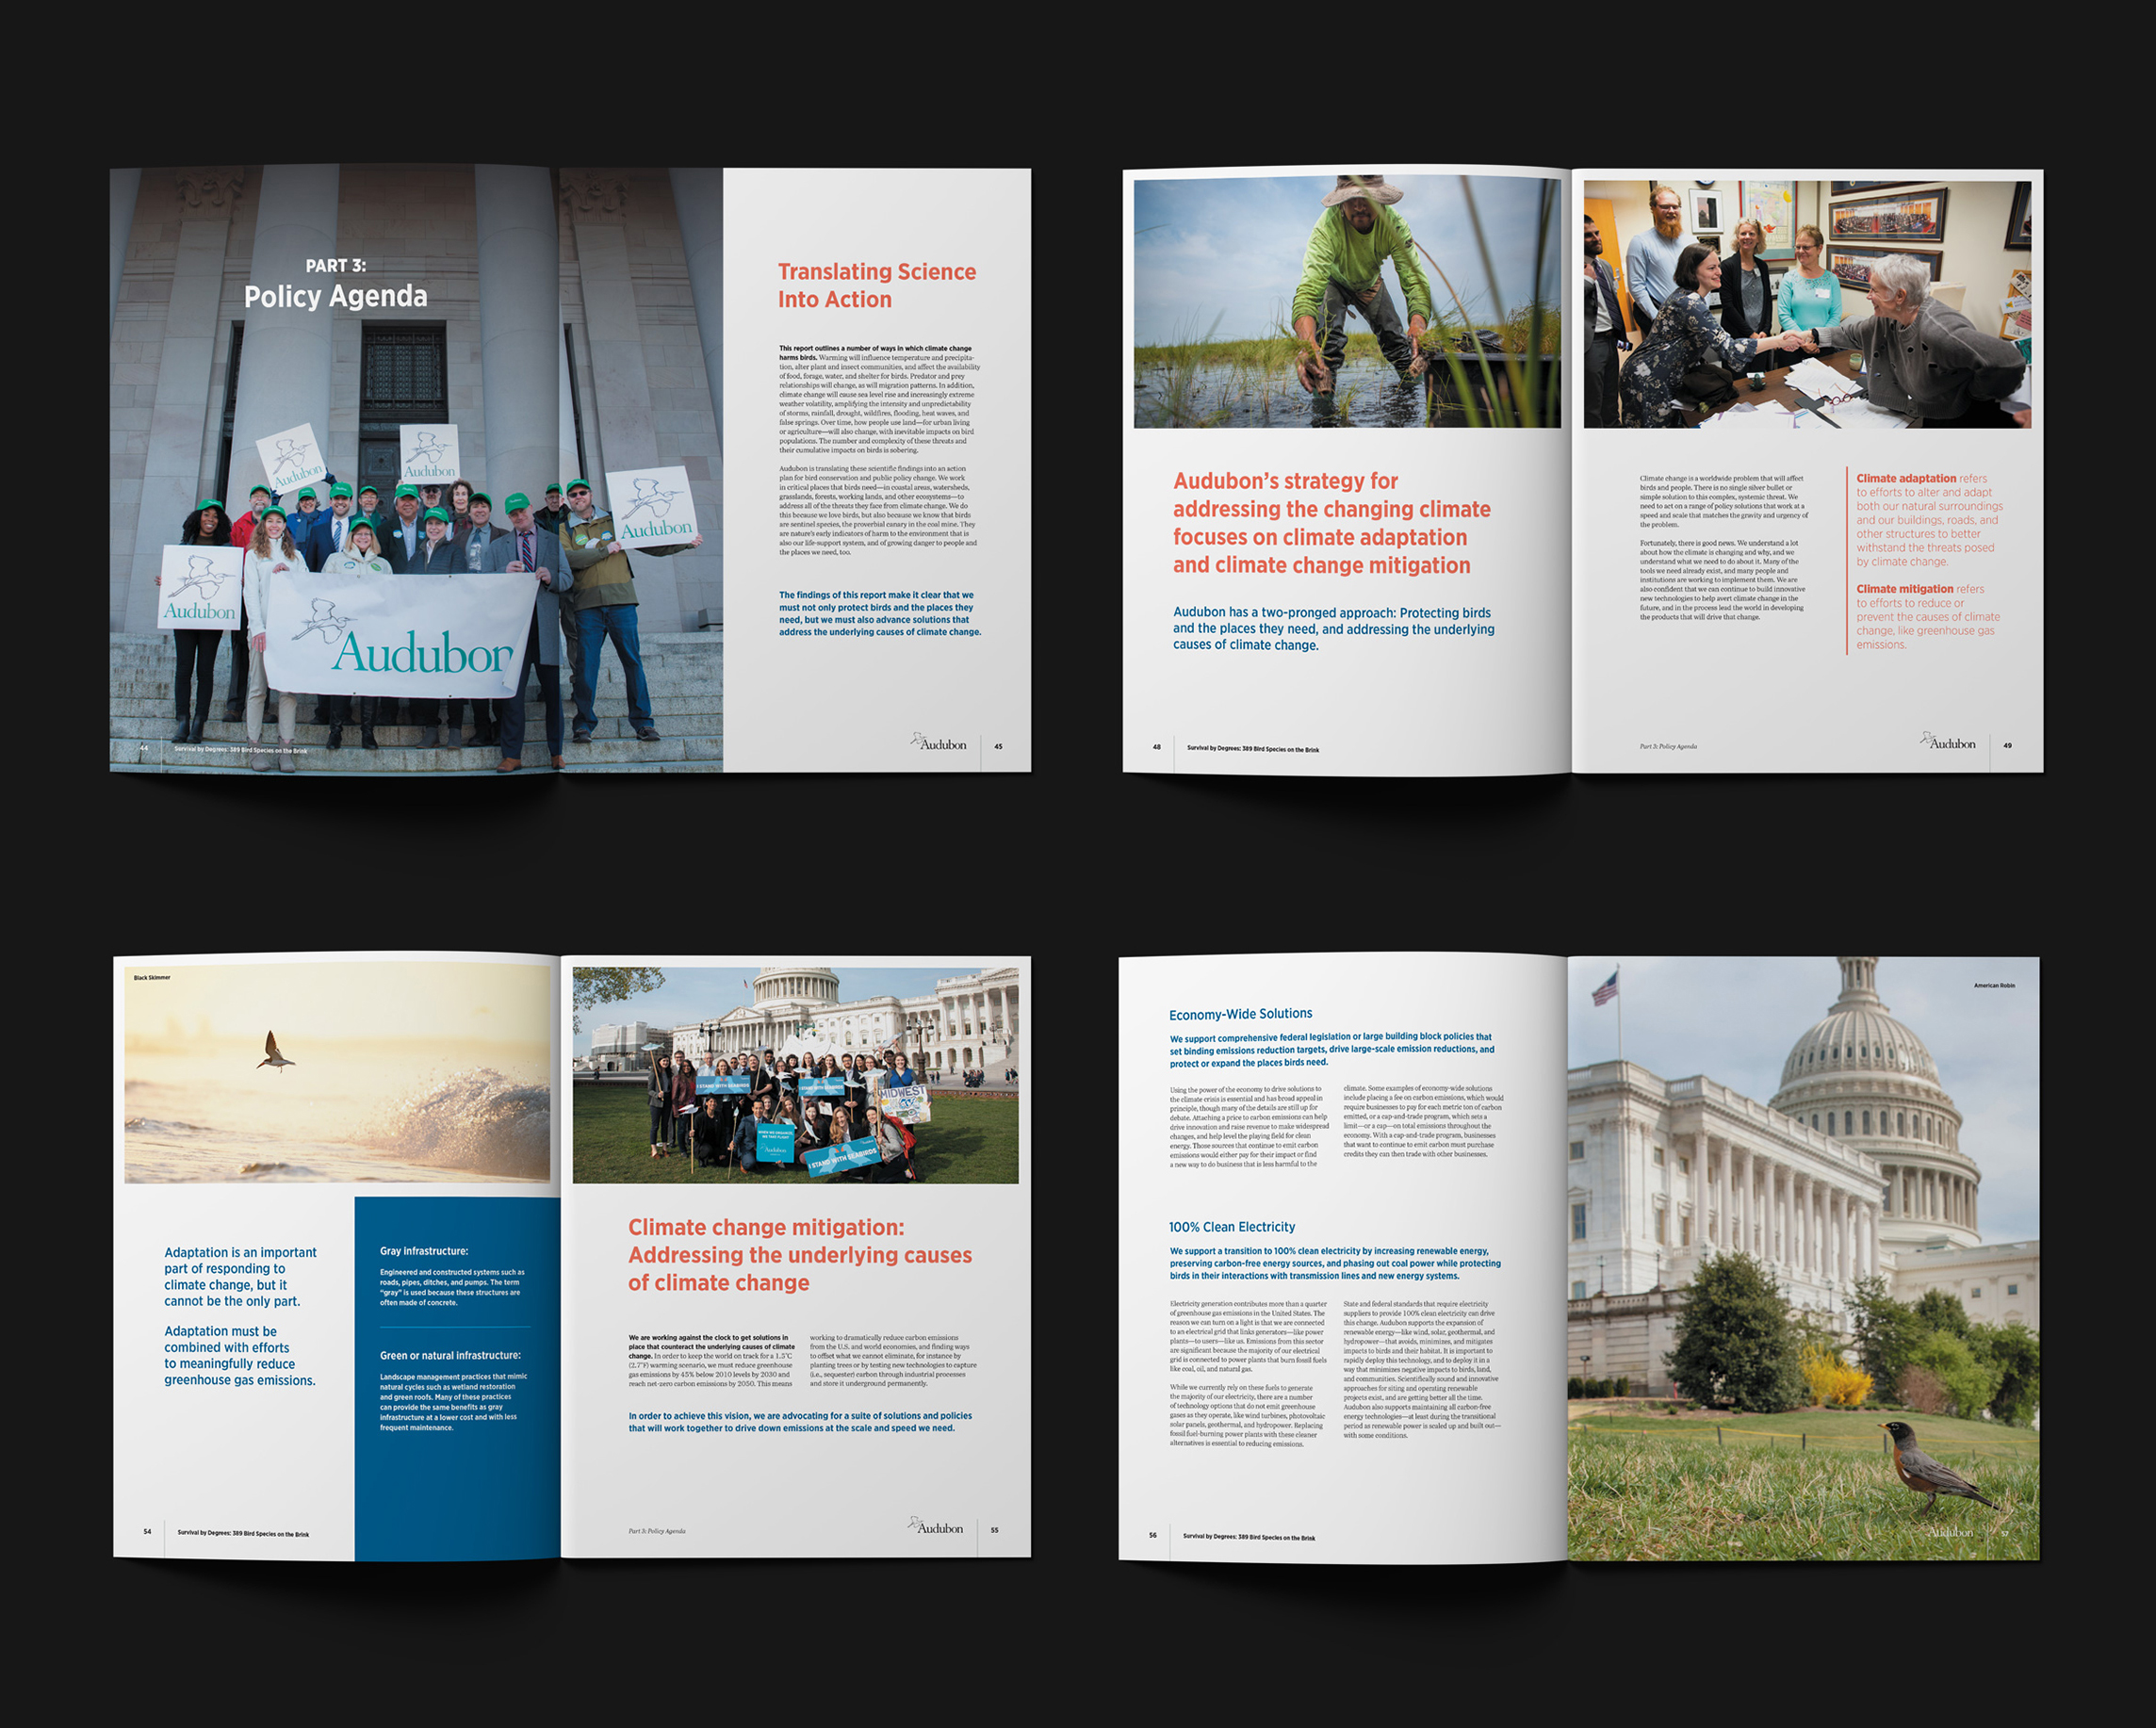 PART 3:
Policy Agenda
Audubon
Audubon
Audubon
Audubon
Audubon
44
Survival by Degrees: 389 Bird Species on the Brink
Translating Science
Into Action
This report outlines a number of ways in which climate change
harms birds. Warming will influence temperature and precipita-
tion, alter plant and insect communities, and affect the availability
of food, forage, water, and shelter for birds. Predator and prey
relationships will change, as will migration patterns. In addition,
climate change will cause sea level rise and increasingly extreme
weather volatility, amplifying the intensity and unpredictability
of storms, rainfall, drought, wildfires, flooding, heat waves, and
false springs. Over time, how people use land—for urban living
or agriculture—will also change, with inevitable impacts on bird
populations. The number and complexity of these threats and
their cumulative impacts on birds is sobering.
Audubon is translating these scientific findings into an action
plan for bird conservation and public policy change. We work
in critical places that birds need—in coastal areas, watersheds,
grasslands, forests, working lands, and other ecosystems—to
address all of the threats they face from climate change. We do
this because we love birds, but also because we know that birds
are sentinel species, the proverbial canary in the coal mine. They
are nature's early indicators of harm to the environment that is
also our life-support system, and of growing danger to people and
the places we need, too.
The findings of this report make it clear that we
must not only protect birds and the places they
need, but we must also advance solutions that
address the underlying causes of climate change.
Audubon
45
Audubon's strategy for
addressing the changing climate
focuses on climate adaptation
and climate change mitigation
Audubon has a two-pronged approach: Protecting birds
and the places they need, and addressing the underlying
causes of climate change.
48
Survival by Degrees: 389 Bird Species on the Brink
Climate change is a worldwide problem that will affect
birds and people. There is no single silver bullet or
simple solution to this complex, systemic threat. We
need to act on a range of policy solutions that work at a
speed and scale that matches the gravity and urgency of
the problem.
Fortunately, there is good news. We understand a lot
about how the climate is changing and why, and we
understand what we need to do about it. Many of the
tools we need already exist, and many people and
institutions are working to implement them. We are
also confident that we can continue to build innovative
new technologies to help avert climate change in the
future, and in the process lead the world in developing
the products that will drive that change.
Climate adaptation refers
to efforts to alter and adapt
both our natural surroundings
and our buildings, roads, and
other structures to better
withstand the threats posed
by climate change.
Climate mitigation refers
to efforts to reduce or
prevent the causes of climate
change, like greenhouse gas
emissions.
Part 3: Policy Agenda
Audubon
49
Black Skimmer
Adaptation is an important
part of responding to
climate change, but it
cannot be the only part.
Adaptation must be
combined with efforts
to meaningfully reduce
greenhouse gas emissions.
Gray infrastructure:
Engineered and constructed systems such as
roads, pipes, ditches, and pumps. The term
"gray" is used because these structures are
often made of concrete.
Green or natural infrastructure:
Landscape management practices that mimic
natural cycles such as wetland restoration
and green roofs. Many of these practices
can provide the same benefits as gray
infrastructure at a lower cost and with less
frequent maintenance.
54
Survival by Degrees: 389 Bird Species on the Brink
I STAND WITH SEABIRDS
MIDWEST
I STAND WITH SEABIRDS
Climate change mitigation:
Addressing the underlying causes
of climate change
We are working against the clock to get solutions in
place that counteract the underlying causes of climate
change. In order to keep the world on track for a 1.5°C
(2.7°F) warming scenario, we must reduce greenhouse
gas emissions by 45% below 2010 levels by 2030 and
reach net-zero carbon emissions by 2050. This means
working to dramatically reduce carbon emissions
from the U.S. and world economies, and finding ways
to offset what we cannot eliminate, for instance by
planting trees or by testing new technologies to capture
(i.e., sequester) carbon through industrial processes
and store it underground permanently.
In order to achieve this vision, we are advocating for a suite of solutions and policies
that will work together to drive down emissions at the scale and speed we need.
Part 3: Policy Agenda
Audubon
55
Economy-Wide Solutions
We support comprehensive federal legislation or large building block policies that
set binding emissions reduction targets, drive large-scale emission reductions, and
protect or expand the places birds need.
Using the power of the economy to drive solutions to
the climate crisis is essential and has broad appeal in
principle, though many of the details are still up for
debate. Attaching a price to carbon emissions can help
drive innovation and raise revenue to make widespread
changes, and help level the playing field for clean
energy. Those sources that continue to emit carbon
emissions would either pay for their impact or find
a new way to do business that is less harmful to the
climate. Some examples of economy-wide solutions
include placing a fee on carbon emissions, which would
require businesses to pay for each metric ton of carbon
emitted, or a cap-and-trade program, which sets a
limit—or a cap—on total emissions throughout the
economy. With a cap-and-trade program, businesses
that want to continue to emit carbon must purchase
credits they can then trade with other businesses.
100% Clean Electricity
We support a transition to 100% clean electricity by increasing renewable energy,
preserving carbon-free energy sources, and phasing out coal power while protecting
birds in their interactions with transmission lines and new energy systems.
Electricity generation contributes more than a quarter
of greenhouse gas emissions in the United States. The
reason we can turn on a light is that we are connected
to an electrical grid that links generators—like power
plants—to users—like us. Emissions from this sector
are significant because the majority of our electrical
grid is connected to power plants that burn fossil fuels
like coal, oil, and natural gas.
While we currently rely on these fuels to generate
the majority of our electricity, there are a number
of technology options that do not emit greenhouse
gases as they operate, like wind turbines, photovoltaic
solar panels, geothermal, and hydropower. Replacing
fossil fuel-burning power plants with these cleaner
alternatives is essential to reducing emissions.
State and federal standards that require electricity
suppliers to provide 100% clean electricity can drive
this change. Audubon supports the expansion of
renewable energy—like wind, solar, geothermal, and
hydropower—that avoids, minimizes, and mitigates
impacts to birds and their habitat. It is important to
rapidly deploy this technology, and to deploy it in a
way that minimizes negative impacts to birds, land,
and communities. Scientifically sound and innovative
approaches for siting and operating renewable
projects exist, and are getting better all the time.
Audubon also supports maintaining all carbon-free
energy technologies—at least during the transitional
period as renewable power is scaled up and built out—
with some conditions.
56
Survival by Degrees: 389 Bird Species on the Brink
American Robin
Audubon
57